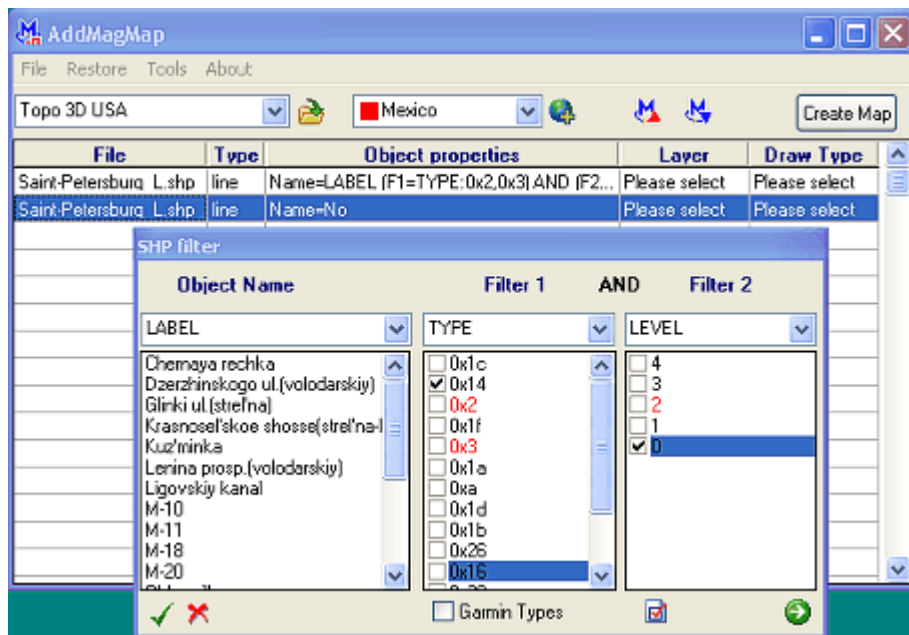 AddMagMap
File Restore Tools About
Topo 3D USA Mexico Create Map
File Type Object properties Layer Draw Type
Saint-Petersburg L.shp line Name=LABEL (F1=TYPE:0x2,0x3) AND (F2... Please select Please select
Saint-Petersburg L.shp line Name=No Please select Please select
SHP filter
Object Name Filter 1 AND Filter 2
LABEL TYPE LEVEL
Chernaya rechka 0x1c 4
Dzerzhinskogo ul.(volodarskiy) 0x14 3
Glinki ul.(strel'na) 0x2 2
Krasnosel'skoe shosse(strel'na-l 0x1f 1
Kuz'minka 0x3 0
Lenina prosp.(volodarskiy) 0x1a
Ligovskiy kanal 0xa
M-10 0x1d
M-11 0x1b
M-18 0x26
M-20 0x16
Garmin Types